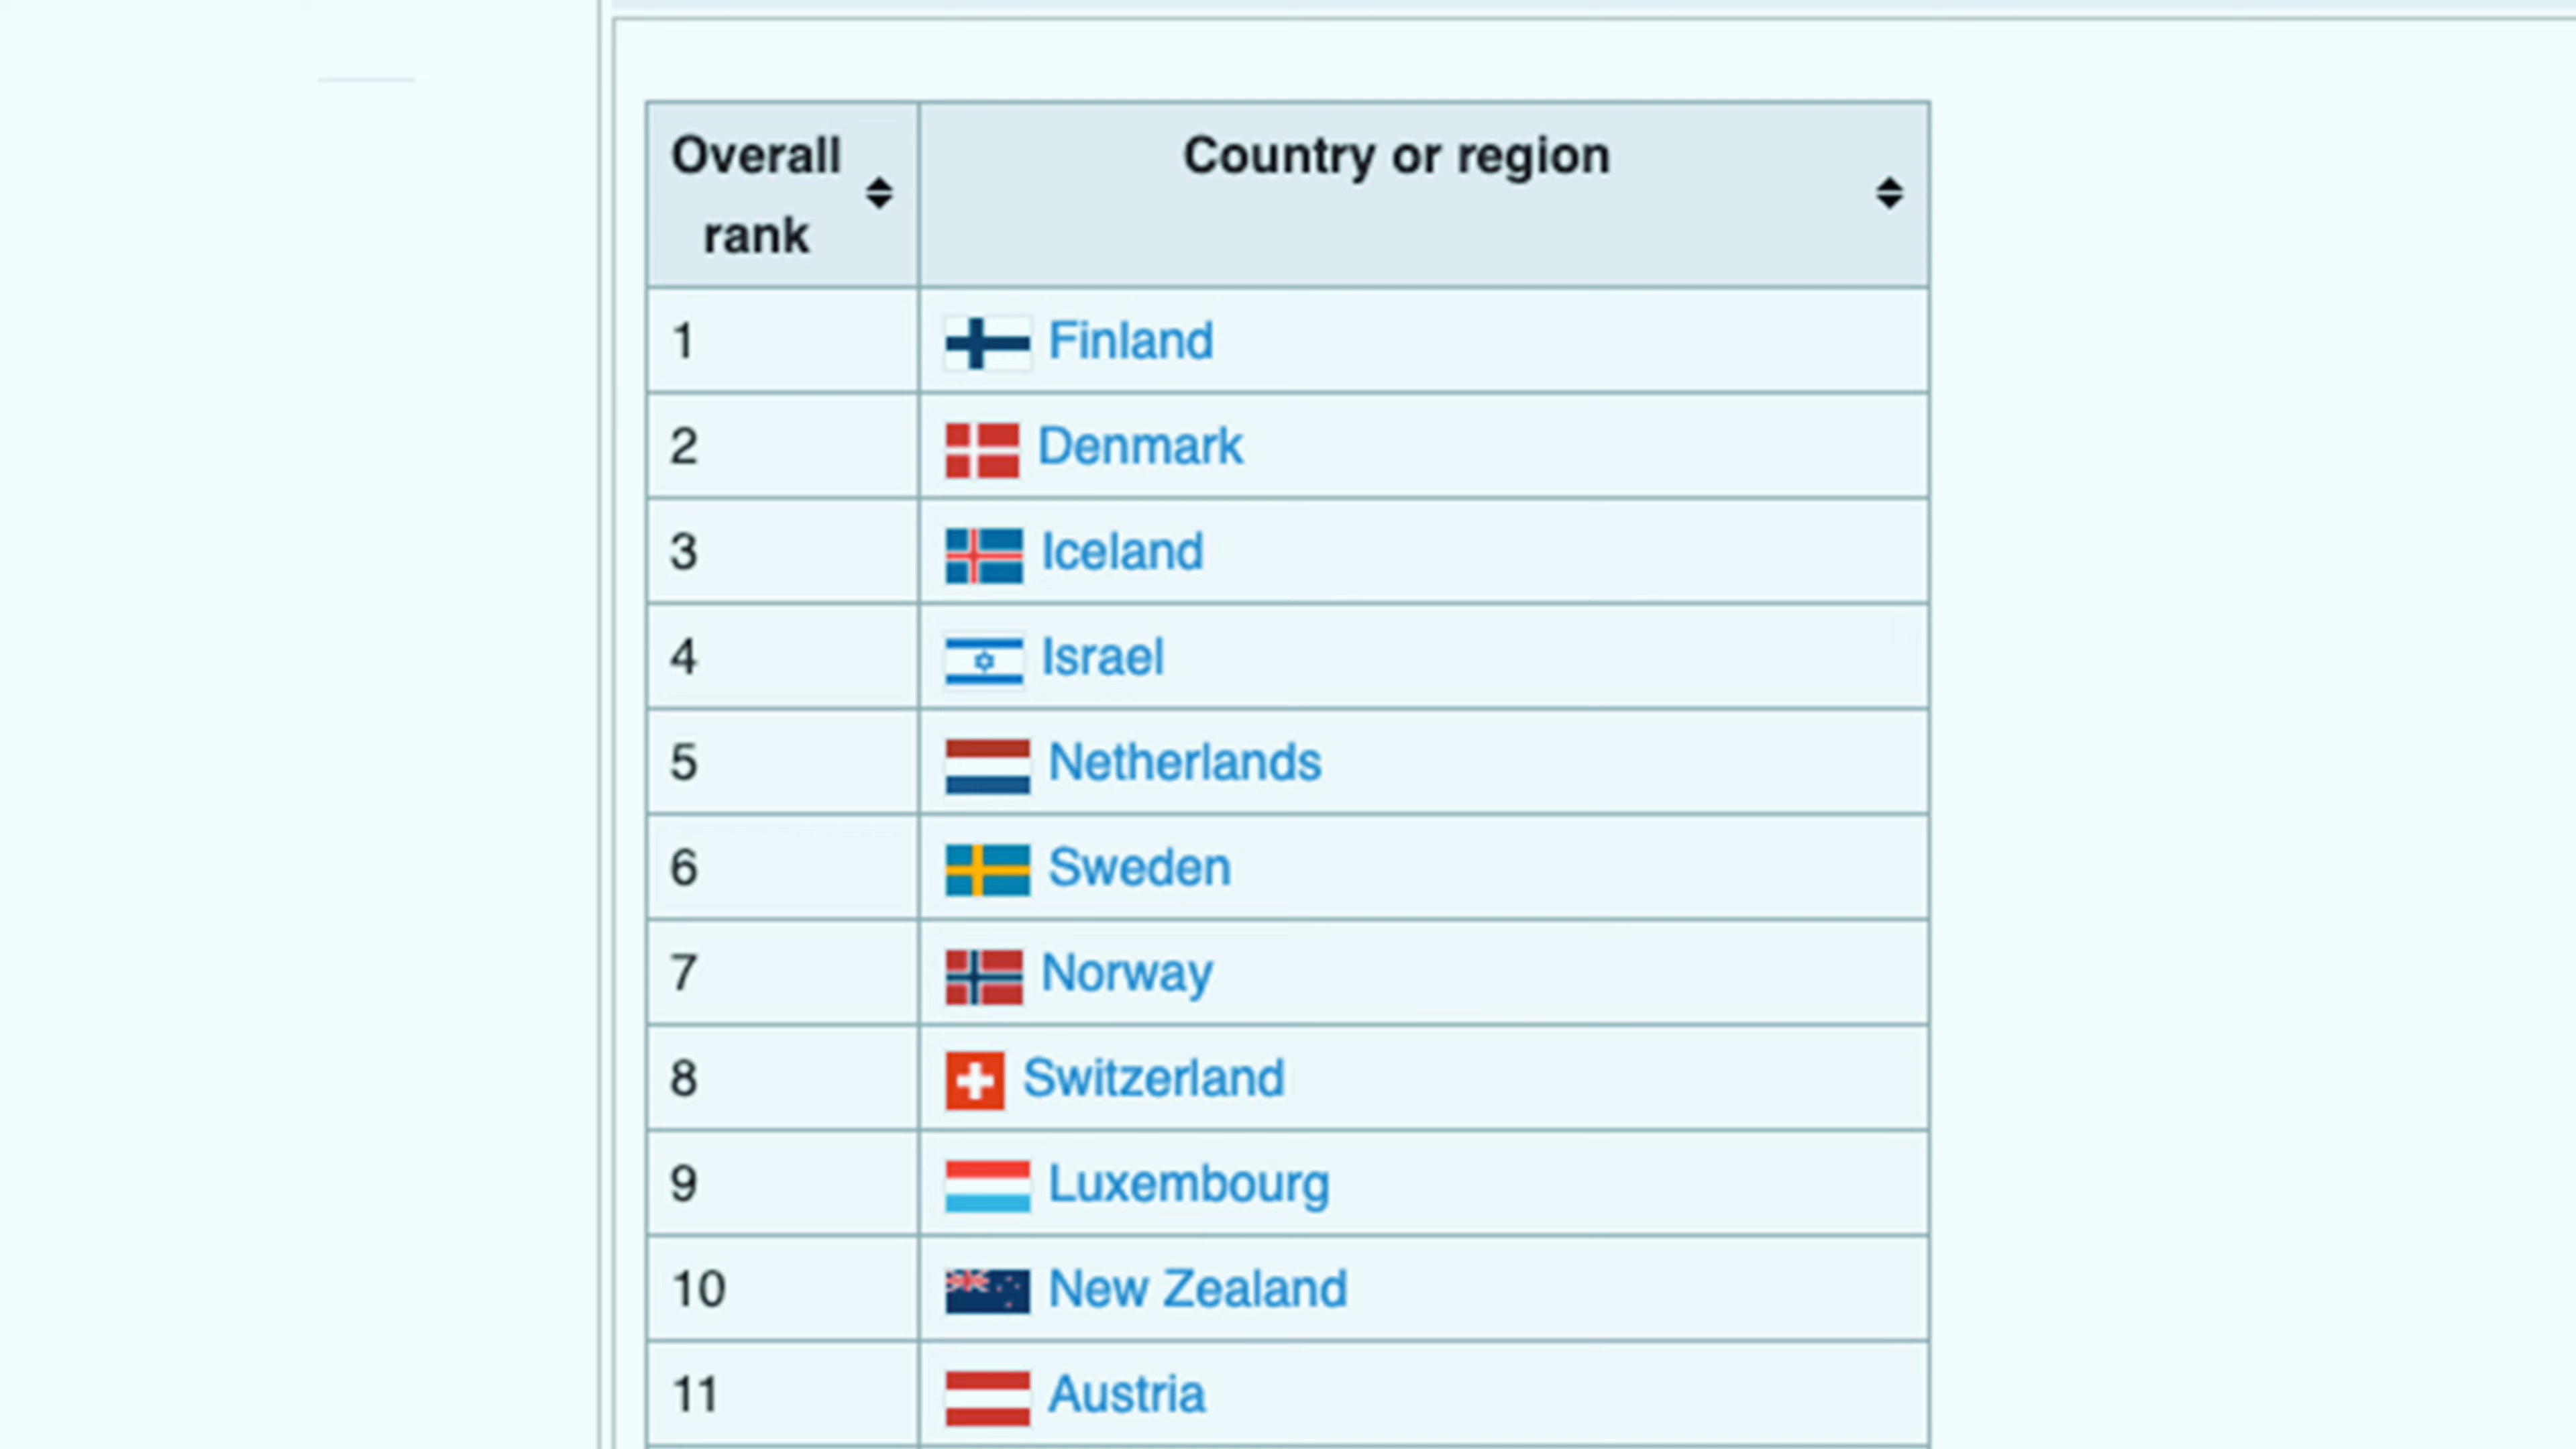 Overall
rank
Country or region
1 Finland
2 Denmark
3 Iceland
4 Israel
5 Netherlands
6 Sweden
7 Norway
8 Switzerland
9 Luxembourg
10 New Zealand
11 Austria